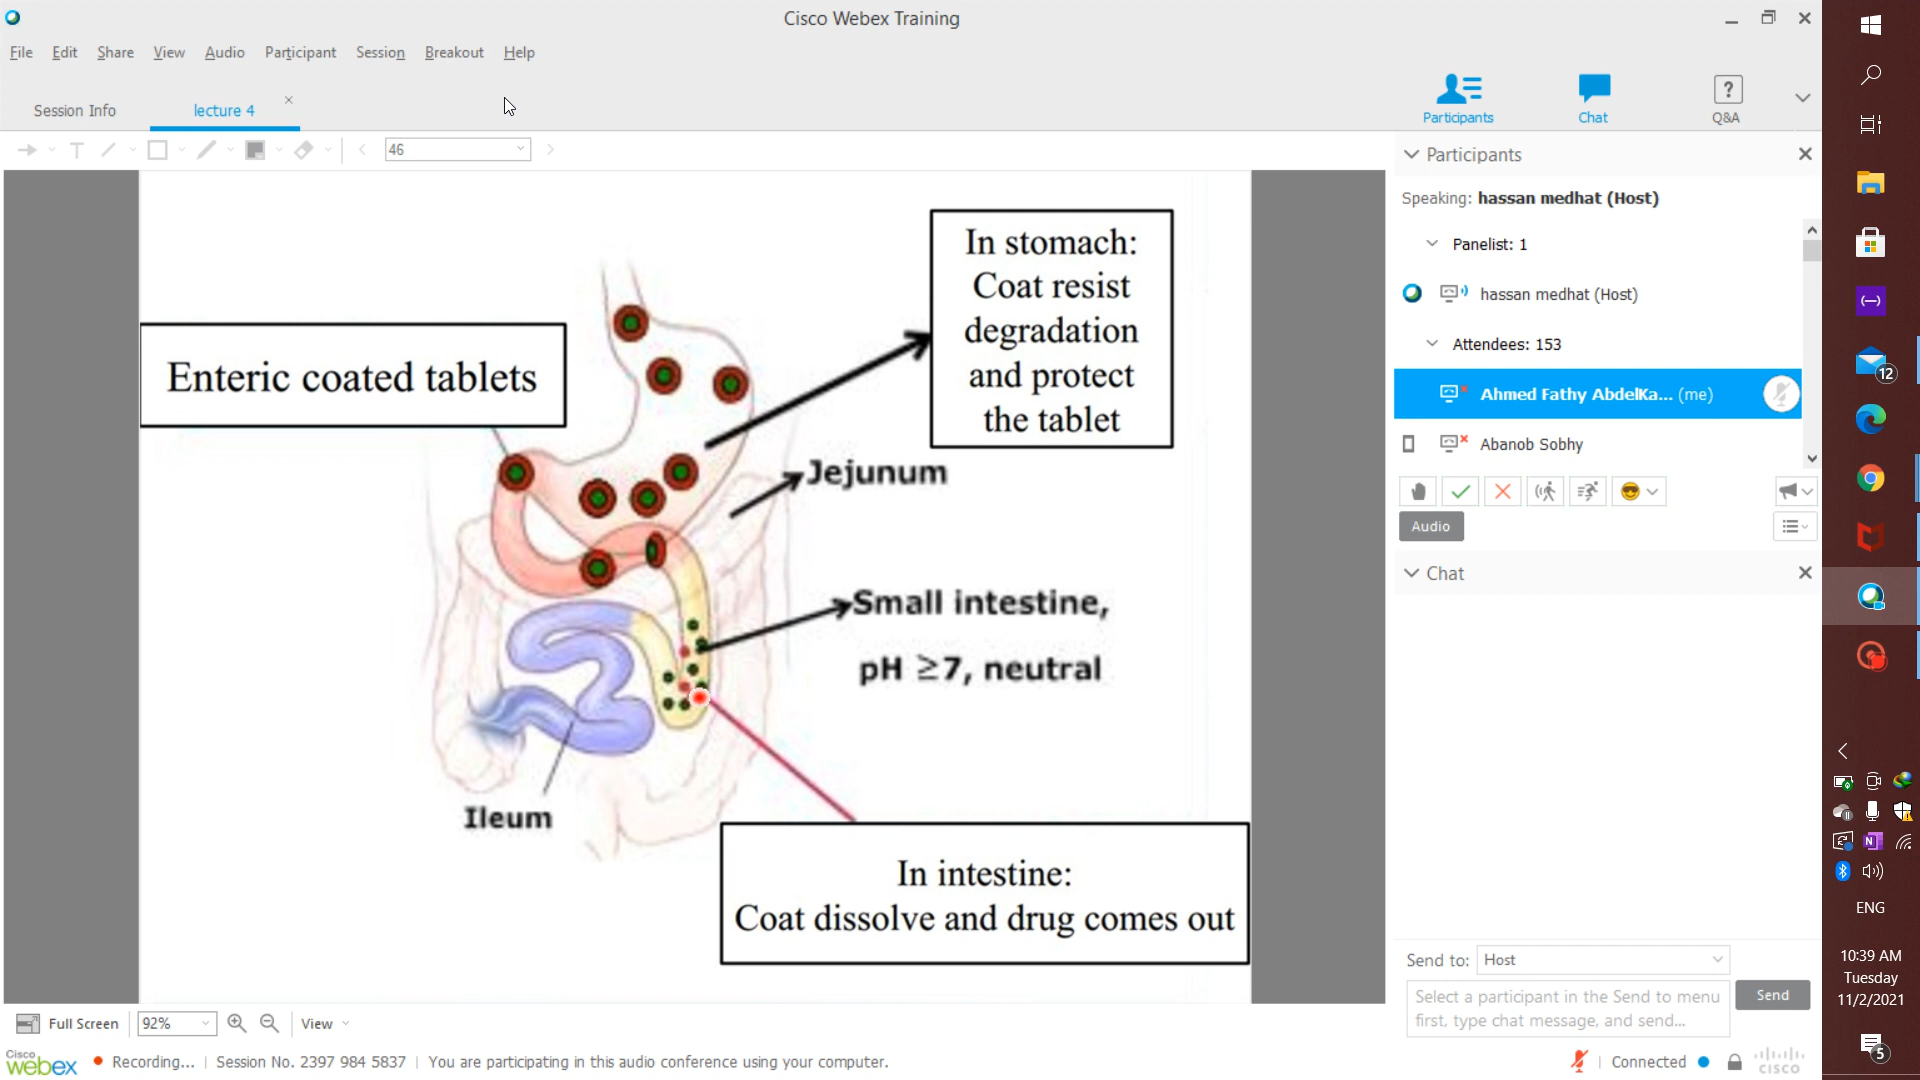 Cisco Webex Training
File Edit Share View Audio Participant Session Breakout Help
Session Info
lecture 4
Participants
Chat
?
Q&A
46
Enteric coated tablets
In stomach:
Coat resist
degradation
and protect
the tablet
Jejunum
Small intestine,
pH ≥7, neutral
Ileum
In intestine:
Coat dissolve and drug comes out
Participants
Speaking: hassan medhat (Host)
Panelist: 1
hassan medhat (Host)
Attendees: 153
Ahmed Fathy AbdelKa... (me)
Abanob Sobhy
Audio
Chat
Send to: Host
Select a participant in the Send to menu
first, type chat message, and send...
Send
Full Screen 92% View
Cisco webex Recording... Session No. 2397 984 5837 You are participating in this audio conference using your computer.
Connected
cisco
12
ENG
10:39 AM
Tuesday
11/2/2021
5